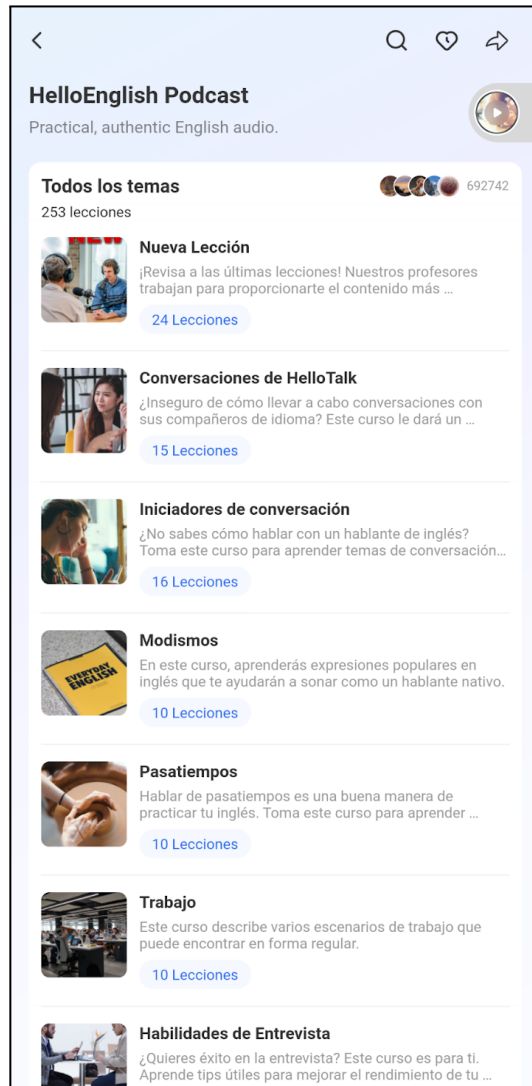 HelloEnglish Podcast
Practical, authentic English audio.
Todos los temas
692742
253 lecciones
NEW
Nueva Lección
¡Revisa a las últimas lecciones! Nuestros profesores
trabajan para proporcionarte el contenido más ...
24 Lecciones
Conversaciones de HelloTalk
¿Inseguro de cómo llevar a cabo conversaciones con
sus compañeros de idioma? Este curso le dará un ...
15 Lecciones
Iniciadores de conversación
¿No sabes cómo hablar con un hablante de inglés?
Toma este curso para aprender temas de conversación...
16 Lecciones
EVERYDAY
ENGLISH
Modismos
En este curso, aprenderás expresiones populares en
inglés que te ayudarán a sonar como un hablante nativo.
10 Lecciones
Pasatiempos
Hablar de pasatiempos es una buena manera de
practicar tu inglés. Toma este curso para aprender ...
10 Lecciones
Trabajo
Este curso describe varios escenarios de trabajo que
puede encontrar en forma regular.
10 Lecciones
Habilidades de Entrevista
¿Quieres éxito en la entrevista? Este curso es para ti.
Aprende tips útiles para mejorar el rendimiento de tu ...